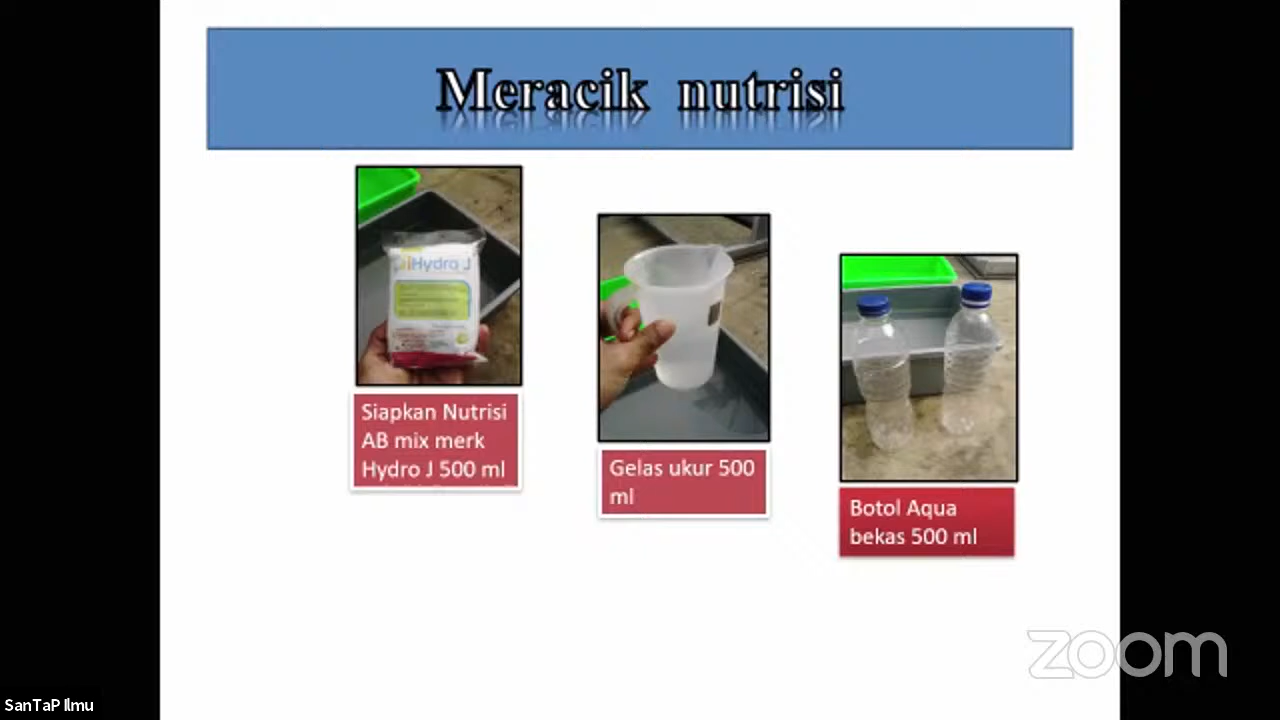 Meracik nutrisi
iHydro J
Siapkan Nutrisi
AB mix merk
Hydro J 500 ml
Gelas ukur 500
ml
Botol Aqua
bekas 500 ml
zoom
SanTaP Ilmu